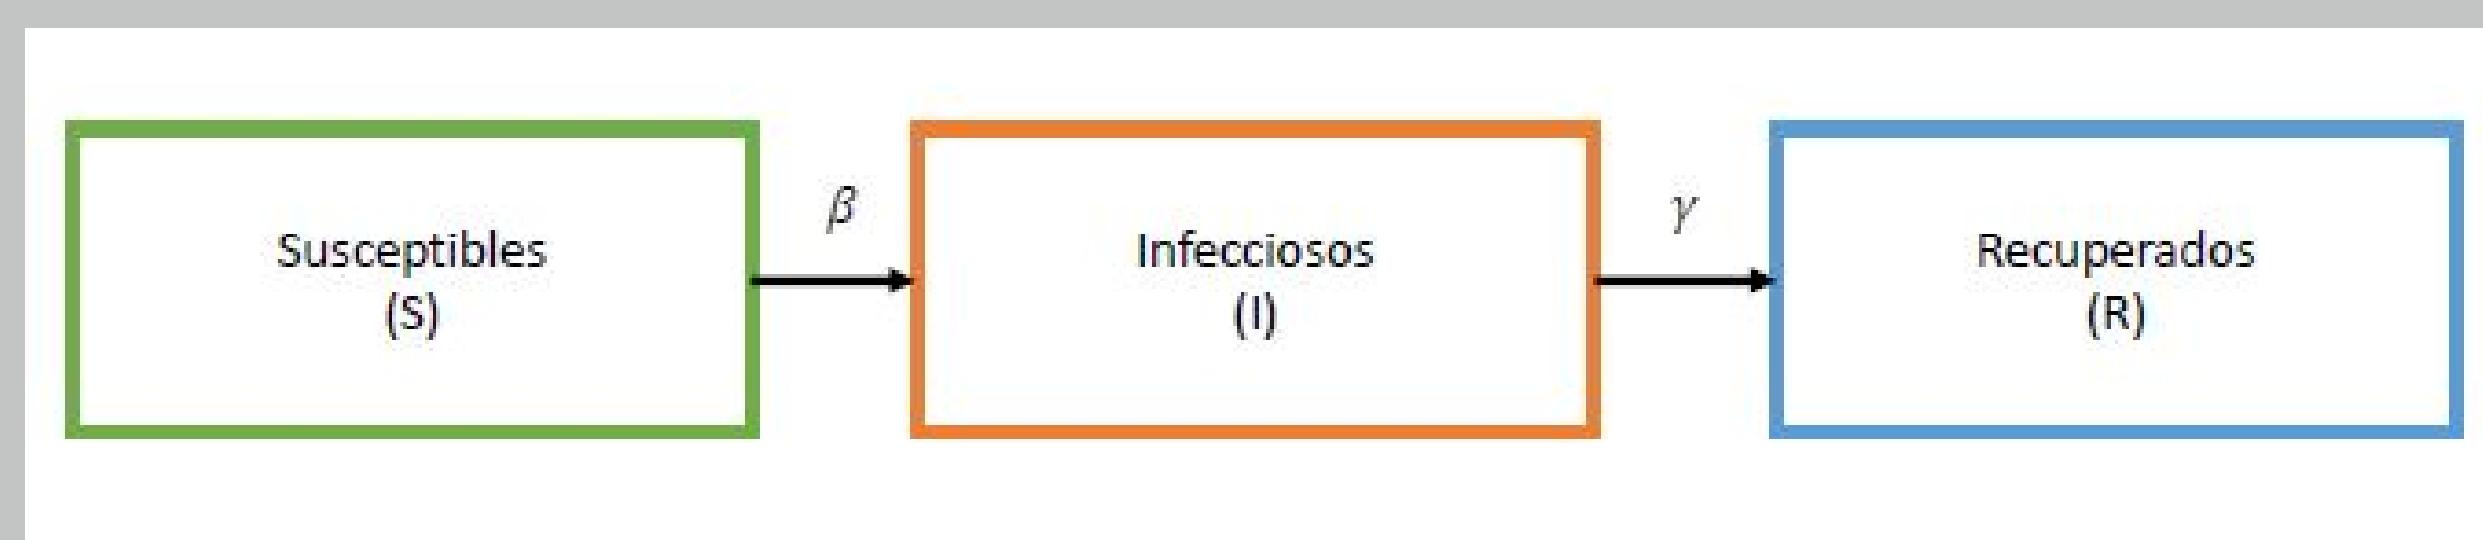 Susceptibles
(S)
β
Infecciosos
(I)
γ
Recuperados
(R)